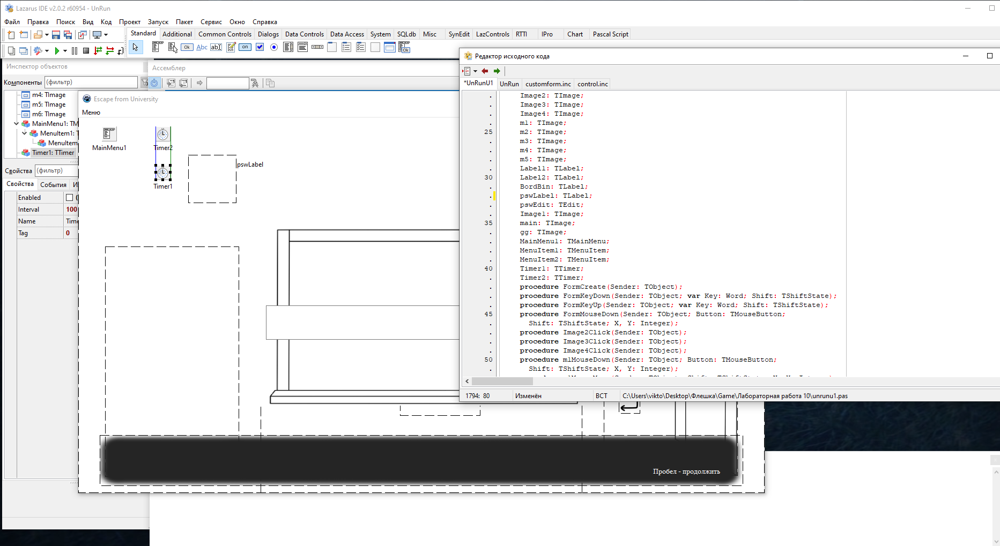 Lazarus IDE v2.0.2 r60954 - UnRun
Файл Правка Поиск Вид Код Проект Запуск Пакет Сервис Окно Справка
Standard Additional Common Controls Dialogs Data Controls Data Access System SQLdb Misc SynEdit LazControls RTTI IPro Chart Pascal Script
Ok Abc abI on Ok
Инспектор объектов
Компоненты (фильтр)
m4: TImage
m5: TImage
m6: TImage
MainMenu1: TM
MenuItem1: T
MenuItem
Timer1: TTimer
Свойства (фильтр)
Свойства События
Enabled
Interval 100
Name Time
Tag 0
Ассемблер
Escape from University
Меню
MainMenu1
Timer2
Timer1
pswLabel
Пробел - продолжить
Редактор исходного кода
*UnRunU1 UnRun customform.inc control.inc
Image2: TImage;
Image3: TImage;
Image4: TImage;
m1: TImage;
25 m2: TImage;
m3: TImage;
m4: TImage;
m5: TImage;
Label1: TLabel;
30 Label2: TLabel;
BordBin: TLabel;
pswLabel: TLabel;
pswEdit: TEdit;
Image1: TImage;
35 main: TImage;
gg: TImage;
MainMenu1: TMainMenu;
MenuItem1: TMenuItem;
MenuItem2: TMenuItem;
40 Timer1: TTimer;
Timer2: TTimer;
procedure FormCreate(Sender: TObject);
procedure FormKeyDown(Sender: TObject; var Key: Word; Shift: TShiftState);
procedure FormKeyUp(Sender: TObject; var Key: Word; Shift: TShiftState);
45 procedure FormMouseDown(Sender: TObject; Button: TMouseButton;
Shift: TShiftState; X, Y: Integer);
procedure Image2Click(Sender: TObject);
procedure Image3Click(Sender: TObject);
procedure Image4Click(Sender: TObject);
50 procedure m1MouseDown(Sender: TObject; Button: TMouseButton;
Shift: TShiftState; X, Y: Integer);
1794: 80 Изменён ВСТ C:\Users\vikto\Desktop\Флешка\Game\Лабораторная работа 10\unrunu1.pas